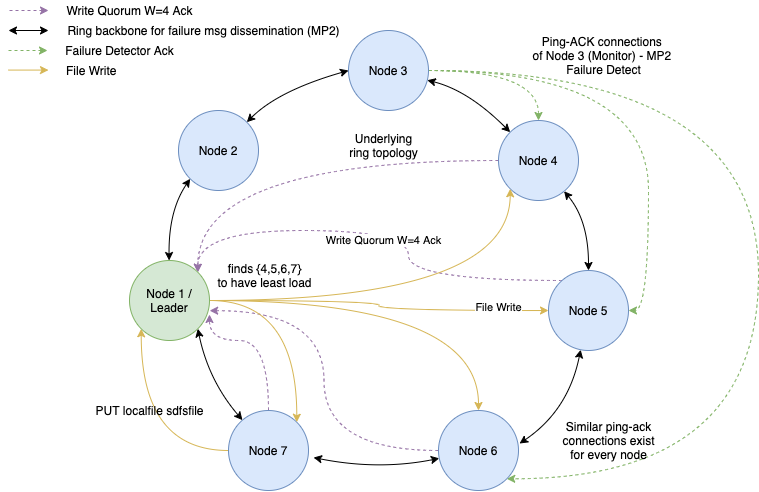 Write Quorum W=4 Ack
Ring backbone for failure msg dissemination (MP2)
Failure Detector Ack
File Write
Ping-ACK connections
of Node 3 (Monitor) - MP2
Failure Detect
Node 3
Node 2
Underlying
ring topology
Node 4
Write Quorum W=4 Ack
finds {4,5,6,7}
to have least load
Node 1 /
Leader
File Write
Node 5
PUT localfile sdfsfile
Similar ping-ack
connections exist
for every node
Node 7
Node 6